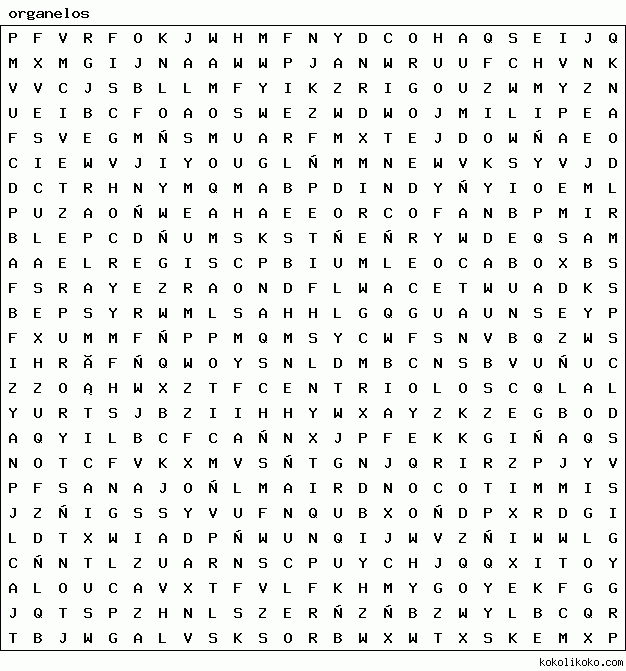 organelos
P F V R F O K J W H M F N Y D C O H A Q S E I J Q
M X M G I J N A A W W P J A N W R U U F C H V N K
V V C J S B L L M F Y I K Z R I G O U Z W M Y Z N
U E I B C F O A O S W E Z W D W O J M I L I P E A
F S V E G M Ñ S M U A R F M X T E J D O W Ñ A E O
C I E W V J I Y O U G L Ñ M M N E W V K S Y V J D
D C T R H N Y M Q M A B P D I N D Y Ñ Y I O E M L
P U Z A O Ñ W E A H A E E O R C O F A N B P M I R
B L E P C D Ñ U M S K S T Ñ E Ñ R Y W D E Q S A M
A A E L R E G I S C P B I U M L E O C A B O X B S
F S R A Y E Z R A O N D F L W A C E T W U A D K S
B E P S Y R W M L S A H H L G Q G U A U N S E Y P
F X U M M F Ñ P P M Q M S Y C W F S N V B Q Z W S
I H R Ă F Ñ Q W O Y S N L D M B C N S B V U Ñ U C
Z Z O Ą H W X Z T F C E N T R I O L O S C Q L A L
Y U R T S J B Z I I H H Y W X A Y Z K Z E G B O D
A Q Y I L B C F C A Ñ N X J P F E K K G I Ñ A Q S
N O T C F V K X M V S Ñ T G N J Q R I R Z P J Y V
P F S A N A J O Ñ L M A I R D N O C O T I M M I S
J Z Ñ I G S S Y V U F N Q U B X O Ñ D P X R D G I
L D T X W I A D P Ñ W U N Q I J W V Z Ñ I W W L G
C Ñ N T L Z U A R N S C P U Y C H J Q Q X I T O Y
A L O U C A V X T F V L F K H M Y G O Y E K F G G
J Q T S P Z H N L S Z E R Ñ Z Ñ B Z W Y L B C Q R
T B J W G A L V S K S O R B W X W T X S K E M X P
kokolikoko.com